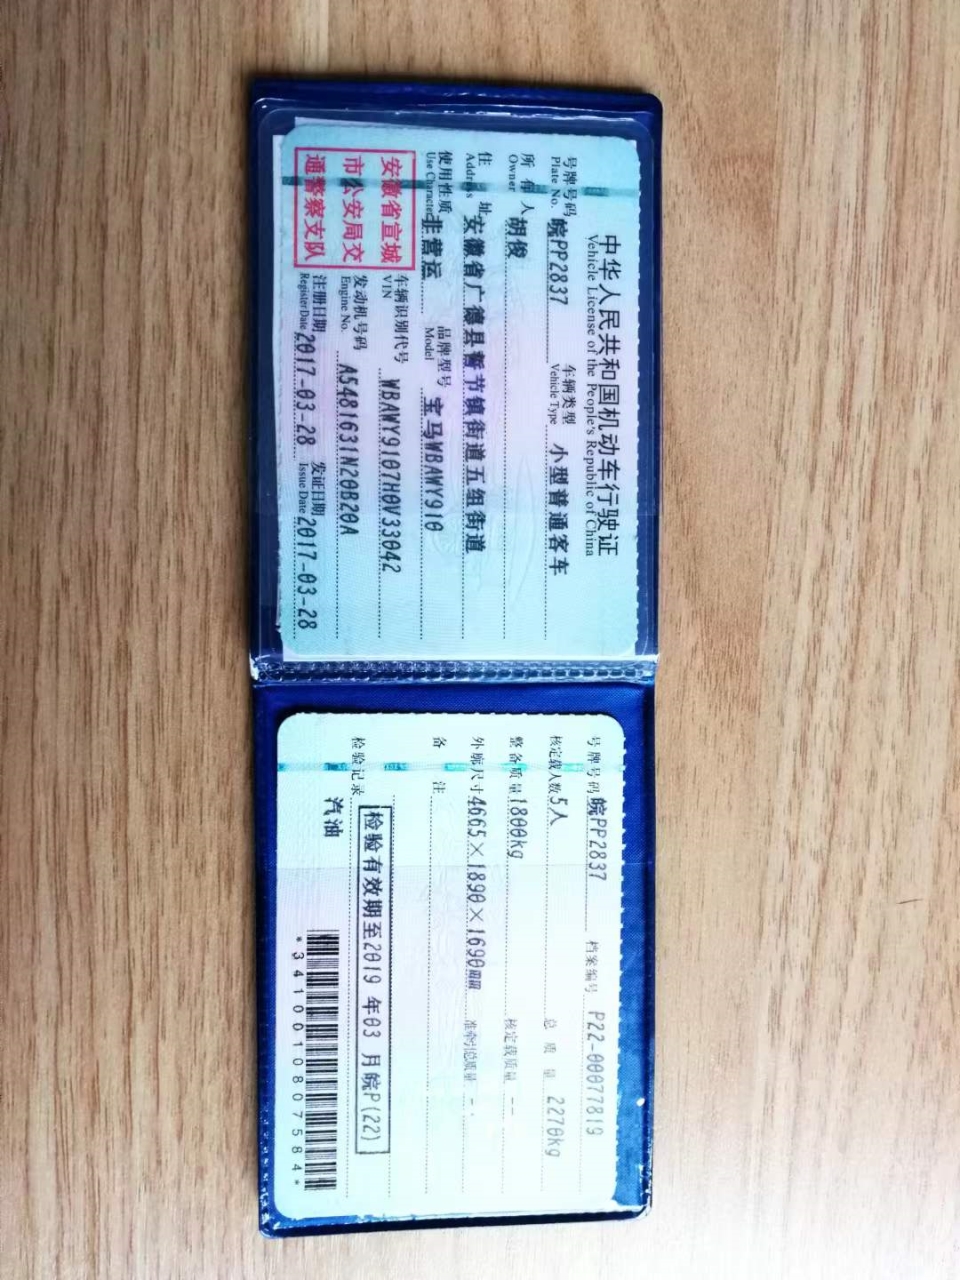 中华人民共和国机动车行驶证
Vehicle License of the People's Republic of China
号牌号码 皖PP2837 车辆类型 小型普通客车
Plate No. Vehicle Type
所有人 胡俊
Owner
住址 安徽省广德县誓节镇街道五组街道
Address
使用性质 非营运 品牌型号 宝马WBAWY910
Use Character Model
安徽省宣城
市公安局交
通警察支队
车辆识别代号 WBAWY9107H0V33042
VIN
发动机号码 A5481631N20B20A
Engine No.
注册日期 2017-03-28 发证日期 2017-03-28
Register Date Issue Date
号牌号码 皖PP2837 档案编号 P22-00077819
核定载人数 5人 总质量 2270kg
整备质量 1800kg 核定载质量 --
外廓尺寸 4665×1890×1690mm 准牵引总质量 --
备注
检验有效期至2019年03月皖P(22)
检验记录
汽油
*3410010807584*